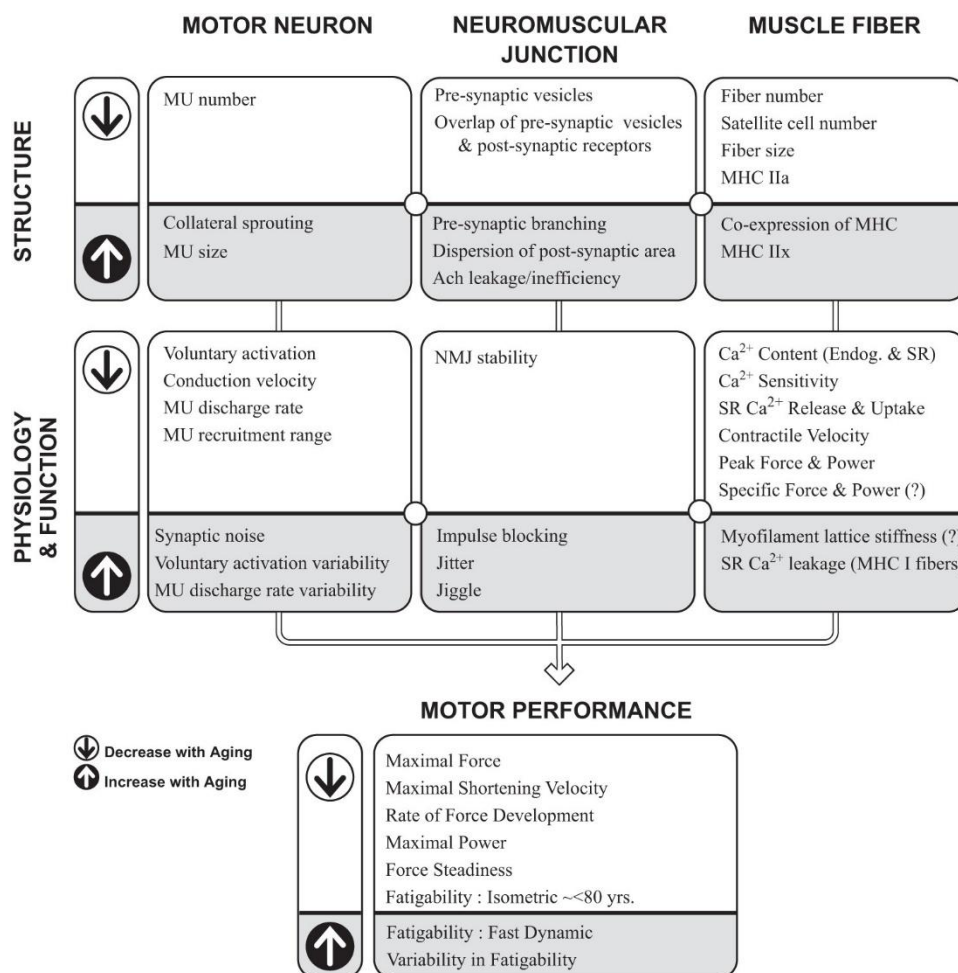 MOTOR NEURON
NEUROMUSCULAR
JUNCTION
MUSCLE FIBER
STRUCTURE
MU number
Pre-synaptic vesicles
Overlap of pre-synaptic vesicles
& post-synaptic receptors
Fiber number
Satellite cell number
Fiber size
MHC IIa
Collateral sprouting
MU size
Pre-synaptic branching
Dispersion of post-synaptic area
Ach leakage/inefficiency
Co-expression of MHC
MHC IIx
PHYSIOLOGY
& FUNCTION
Voluntary activation
Conduction velocity
MU discharge rate
MU recruitment range
NMJ stability
Ca²⁺ Content (Endog. & SR)
Ca²⁺ Sensitivity
SR Ca²⁺ Release & Uptake
Contractile Velocity
Peak Force & Power
Specific Force & Power (?)
Synaptic noise
Voluntary activation variability
MU discharge rate variability
Impulse blocking
Jitter
Jiggle
Myofilament lattice stiffness (?)
SR Ca²⁺ leakage (MHC I fibers
MOTOR PERFORMANCE
Decrease with Aging
Increase with Aging
Maximal Force
Maximal Shortening Velocity
Rate of Force Development
Maximal Power
Force Steadiness
Fatigability : Isometric ~<80 yrs.
Fatigability : Fast Dynamic
Variability in Fatigability